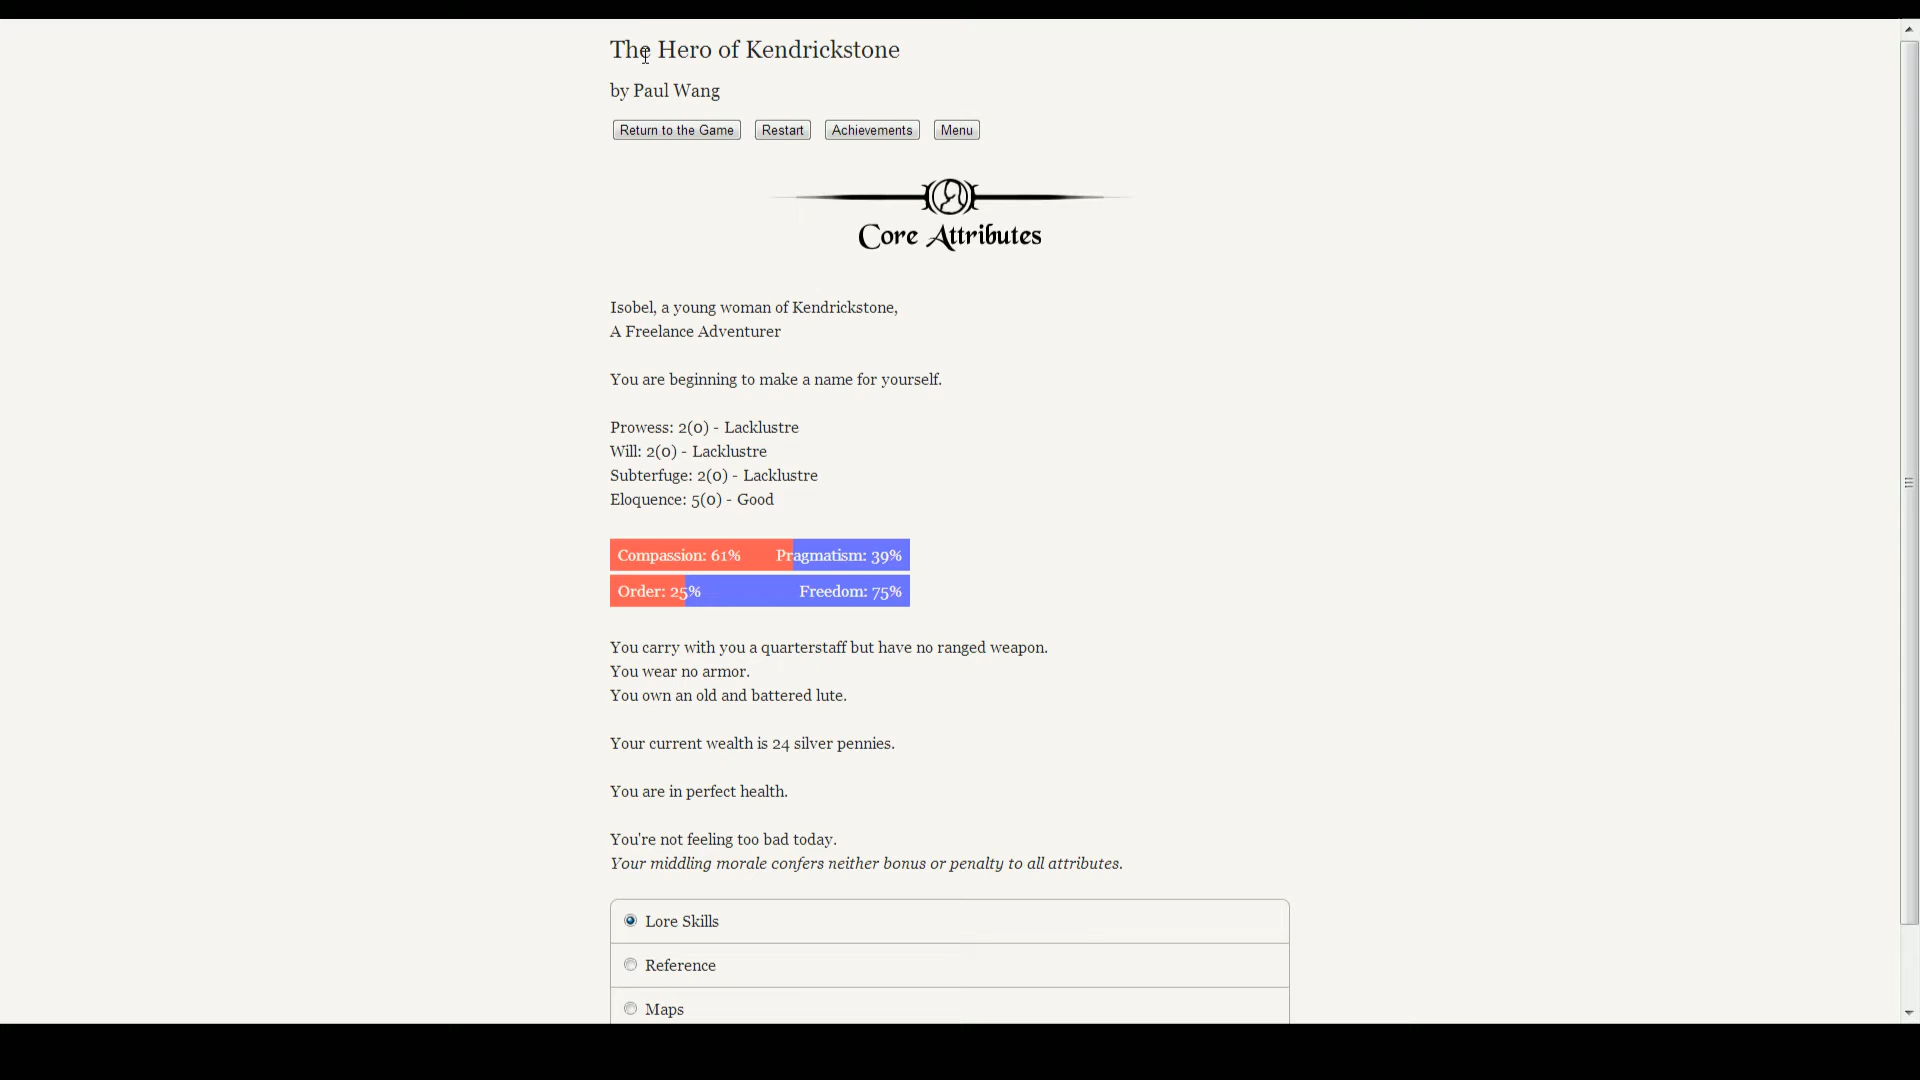 The Hero of Kendrickstone
by Paul Wang
Return to the Game Restart Achievements Menu
Core Attributes
Isobel, a young woman of Kendrickstone,
A Freelance Adventurer
You are beginning to make a name for yourself.
Prowess: 2(0) - Lacklustre
Will: 2(0) - Lacklustre
Subterfuge: 2(0) - Lacklustre
Eloquence: 5(0) - Good
Compassion: 61% Pragmatism: 39%
Order: 25% Freedom: 75%
You carry with you a quarterstaff but have no ranged weapon.
You wear no armor.
You own an old and battered lute.
Your current wealth is 24 silver pennies.
You are in perfect health.
You're not feeling too bad today.
Your middling morale confers neither bonus or penalty to all attributes.
Lore Skills
Reference
Maps